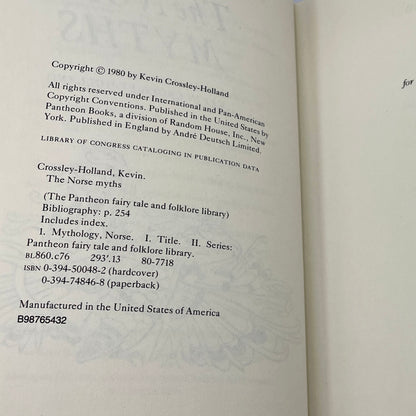 Copyright © 1980 by Kevin Crossley-Holland
All rights reserved under International and Pan-American
Copyright Conventions. Published in the United States by
Pantheon Books, a division of Random House, Inc., New
York. Published in England by André Deutsch Limited.
LIBRARY OF CONGRESS CATALOGING IN PUBLICATION DATA
Crossley-Holland, Kevin.
The Norse myths
(The Pantheon fairy tale and folklore library)
Bibliography: p. 254
Includes index.
1. Mythology, Norse. I. Title. II. Series:
Pantheon fairy tale and folklore library.
BL860.C76 293'.13 80-7718
ISBN 0-394-50048-2 (hardcover)
0-394-74846-8 (paperback)
Manufactured in the United States of America
B98765432
for